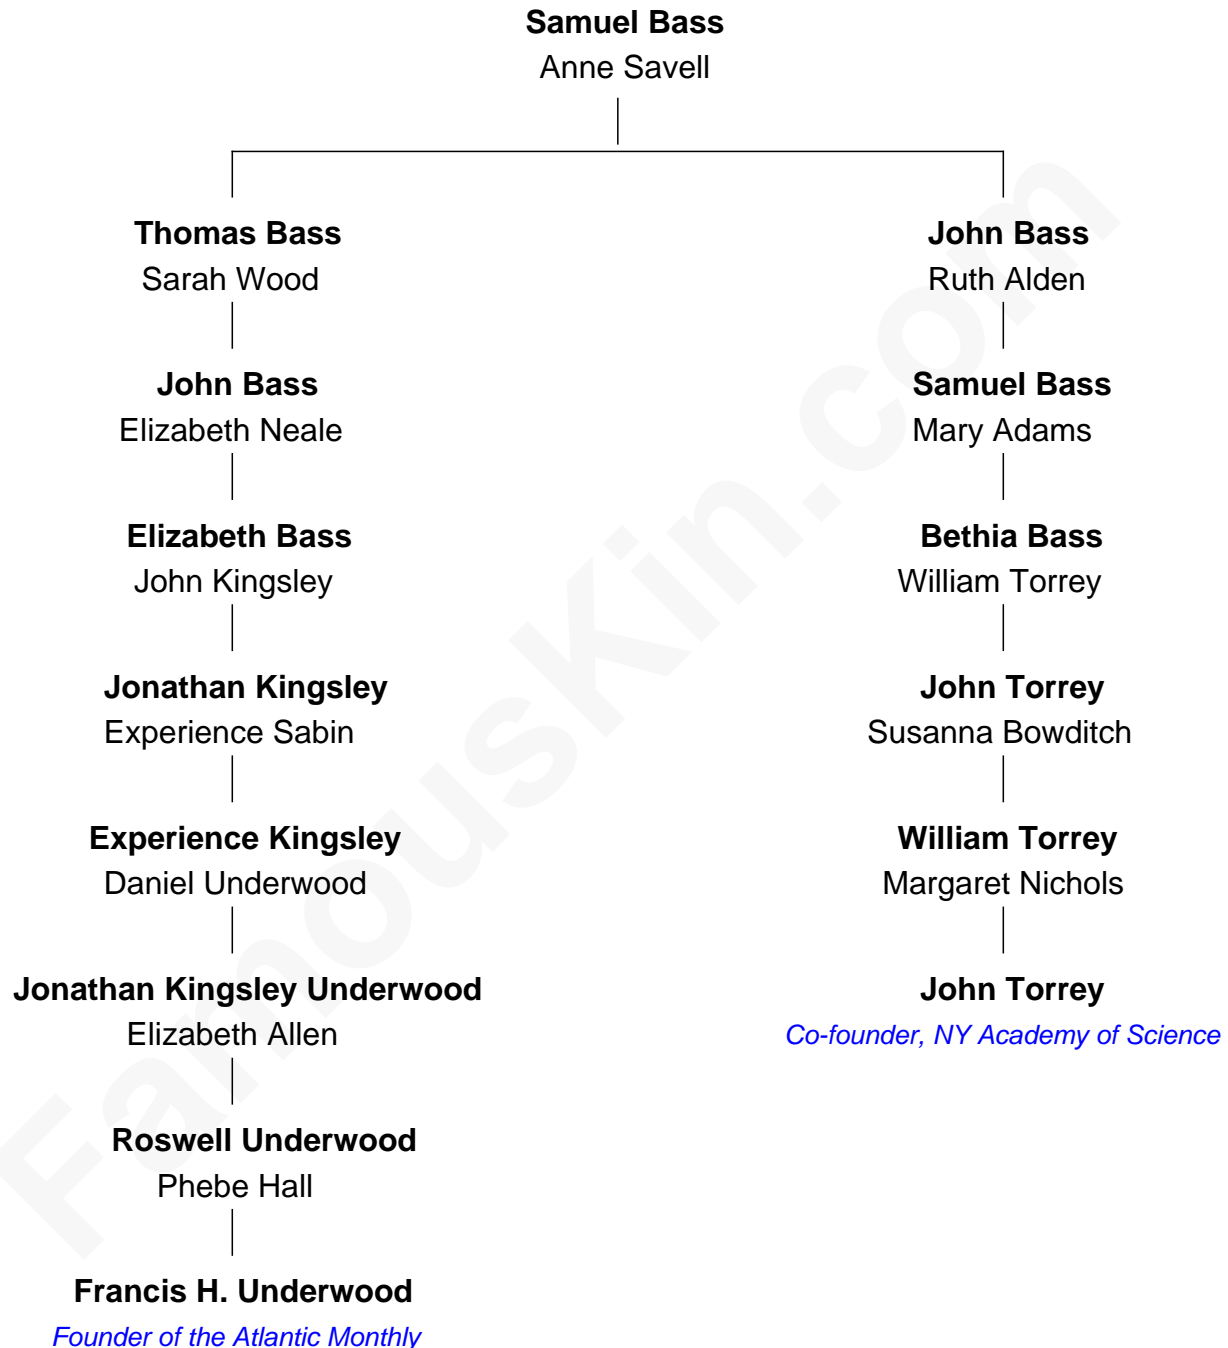 Samuel Bass
Anne Savell
Thomas Bass
Sarah Wood
John Bass
Ruth Alden
John Bass
Elizabeth Neale
Samuel Bass
Mary Adams
Elizabeth Bass
John Kingsley
Bethia Bass
William Torrey
Jonathan Kingsley
Experience Sabin
John Torrey
Susanna Bowditch
Experience Kingsley
Daniel Underwood
William Torrey
Margaret Nichols
Jonathan Kingsley Underwood
Elizabeth Allen
John Torrey
Co-founder, NY Academy of Science
Roswell Underwood
Phebe Hall
Francis H. Underwood
Founder of the Atlantic Monthly
FamousKin.com